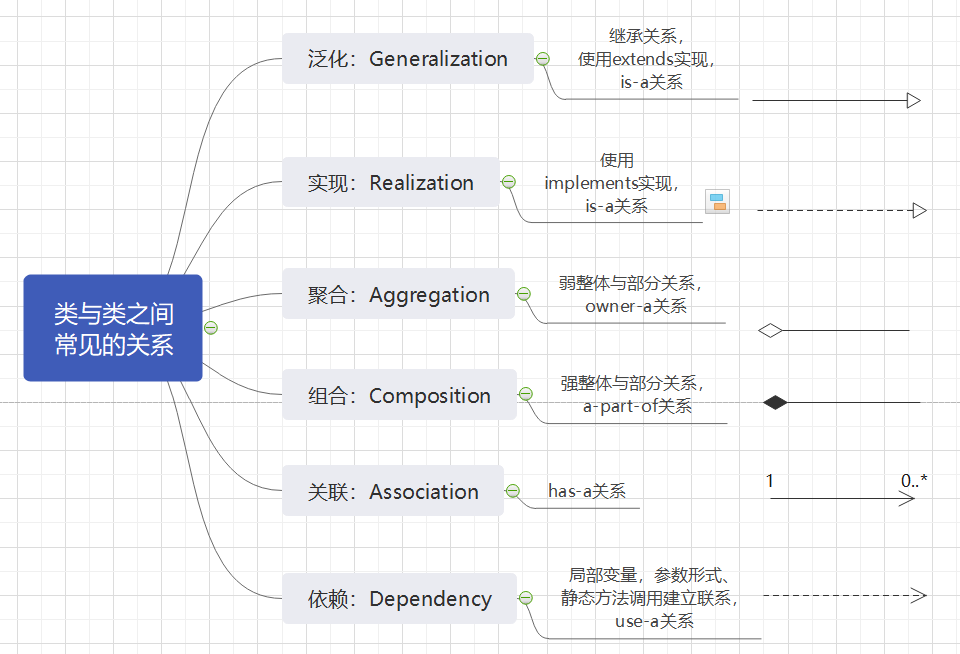 类与类之间
常见的关系
泛化：Generalization
继承关系，
使用extends实现，
is-a关系
实现：Realization
使用
implements实现，
is-a关系
聚合：Aggregation
弱整体与部分关系，
owner-a关系
组合：Composition
强整体与部分关系，
a-part-of关系
关联：Association
has-a关系
1
0..*
依赖：Dependency
局部变量，参数形式、
静态方法调用建立联系，
use-a关系